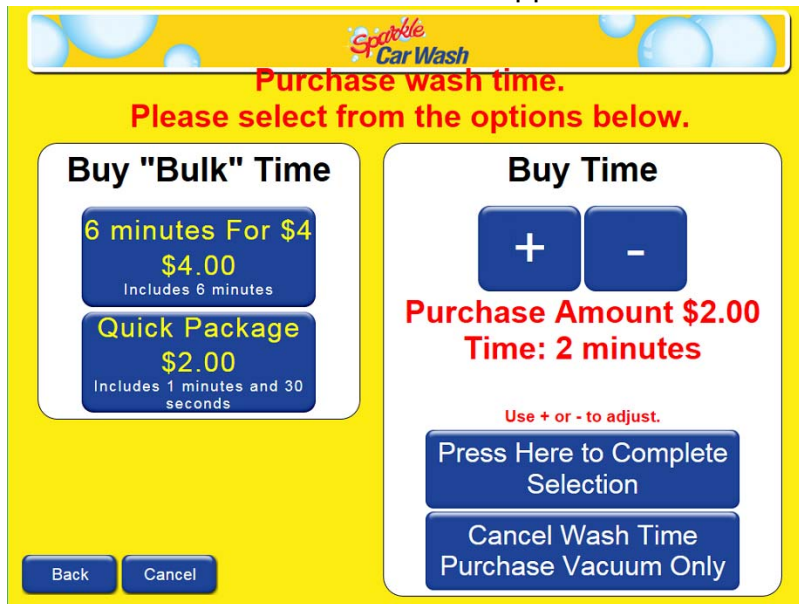 Sparkle
Car Wash
Purchase wash time.
Please select from the options below.
Buy "Bulk" Time
6 minutes For $4
$4.00
Includes 6 minutes
Quick Package
$2.00
Includes 1 minutes and 30
seconds
Buy Time
+ -
Purchase Amount $2.00
Time: 2 minutes
Use + or - to adjust.
Press Here to Complete
Selection
Cancel Wash Time
Purchase Vacuum Only
Back Cancel